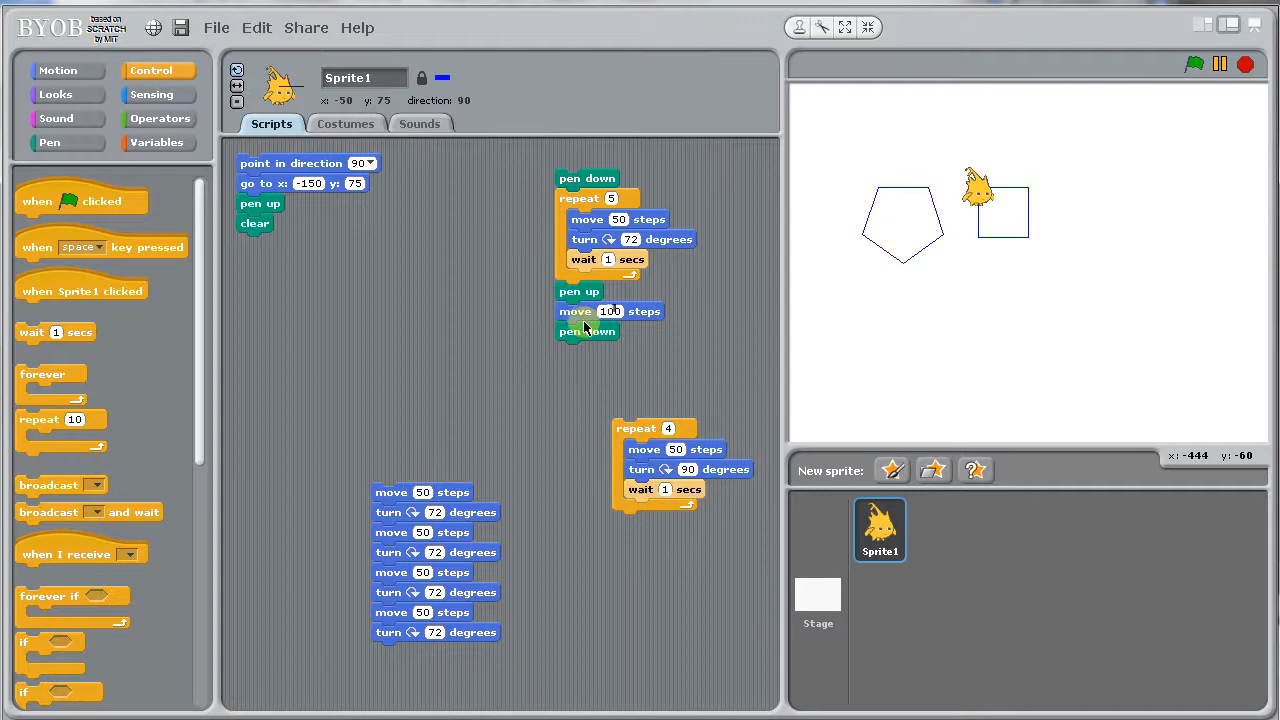 BYOB based on SCRATCH by MIT File Edit Share Help
Motion Control
Looks Sensing
Sound Operators
Pen Variables
when clicked
when space key pressed
when Sprite1 clicked
wait 1 secs
forever
repeat 10
broadcast
broadcast and wait
when I receive
forever if
if
if
Sprite1
x: -50 y: 75 direction: 90
Scripts Costumes Sounds
point in direction 90
go to x: -150 y: 75
pen up
clear
pen down
repeat 5
move 50 steps
turn 72 degrees
wait 1 secs
pen up
move 100 steps
pen down
repeat 4
move 50 steps
turn 90 degrees
wait 1 secs
move 50 steps
turn 72 degrees
move 50 steps
turn 72 degrees
move 50 steps
turn 72 degrees
move 50 steps
turn 72 degrees
x: -444 y: -60
New sprite:
Sprite1
Stage